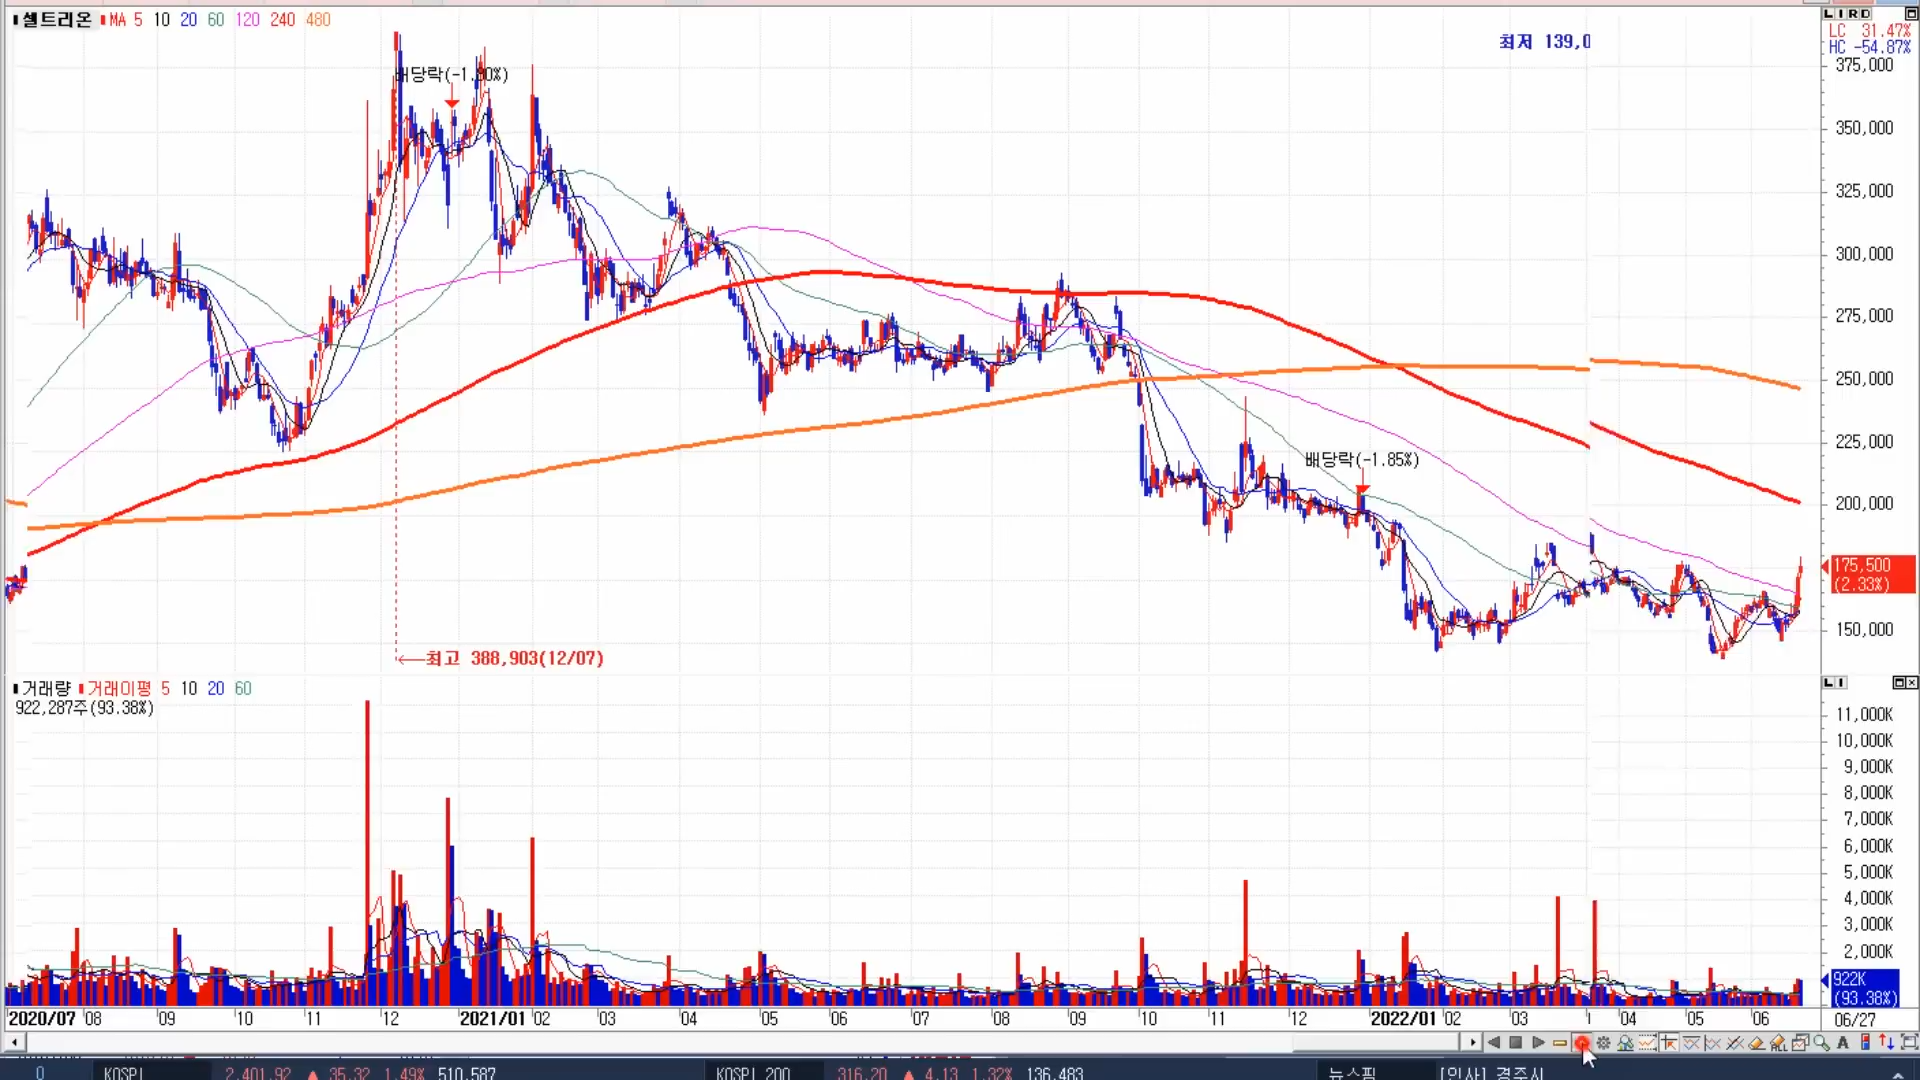 셀트리온 MA 5 10 20 60 120 240 480
L I R D
최저 139,0
LC 31.47%
HC -54.87%
배당락(-1.80%)
375,000
350,000
325,000
300,000
275,000
250,000
225,000
배당락(-1.85%)
200,000
175,500
(2.33%)
150,000
최고 388,903(12/07)
거래량 거래이평 5 10 20 60
L I
922,287주(93.38%)
11,000K
10,000K
9,000K
8,000K
7,000K
6,000K
5,000K
4,000K
3,000K
2,000K
922K
(93.38%)
2020/07 08 09 10 11 12 2021/01 02 03 04 05 06 07 08 09 10 11 12 2022/01 02 03 04 05 06 06/27
ALL A
0 KOSPI 2,401.92 ▲ 35.32 1.49% 510,587 KOSPI 200 316.20 ▲ 4.13 1.32% 136,483 뉴스핌 [인사] 경주시